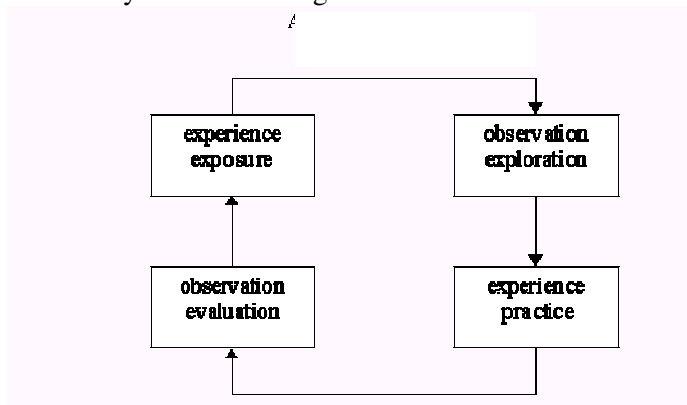 experience
exposure
observation
exploration
observation
evaluation
experience
practice